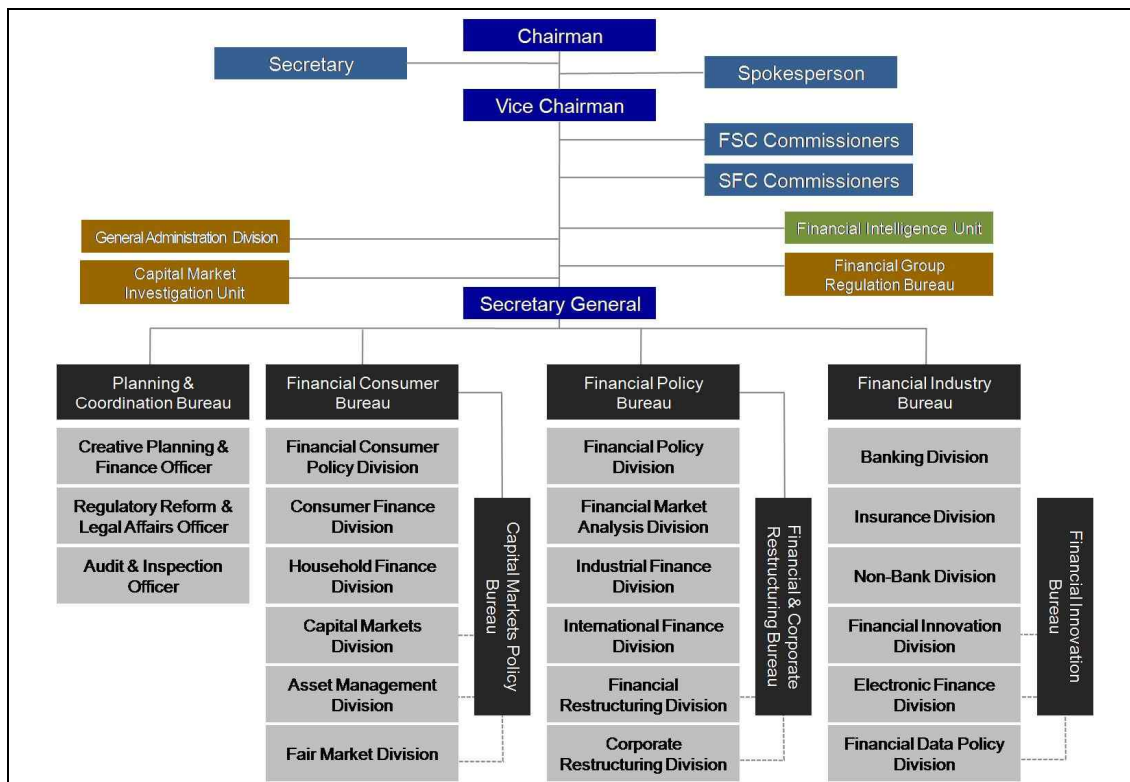 Chairman
Secretary
Spokesperson
Vice Chairman
FSC Commissioners
SFC Commissioners
General Administration Division
Financial Intelligence Unit
Capital Market
Investigation Unit
Financial Group
Regulation Bureau
Secretary General
Planning &
Coordination Bureau
Creative Planning &
Finance Officer
Regulatory Reform &
Legal Affairs Officer
Audit & Inspection
Officer
Financial Consumer
Bureau
Financial Consumer
Policy Division
Consumer Finance
Division
Household Finance
Division
Capital Markets
Division
Asset Management
Division
Fair Market Division
Capital Markets Policy
Bureau
Financial Policy
Bureau
Financial Policy
Division
Financial Market
Analysis Division
Industrial Finance
Division
International Finance
Division
Financial
Restructuring Division
Corporate
Restructuring Division
Financial & Corporate
Restructuring Bureau
Financial Industry
Bureau
Banking Division
Insurance Division
Non-Bank Division
Financial Innovation
Division
Electronic Finance
Division
Financial Data Policy
Division
Financial Innovation
Bureau